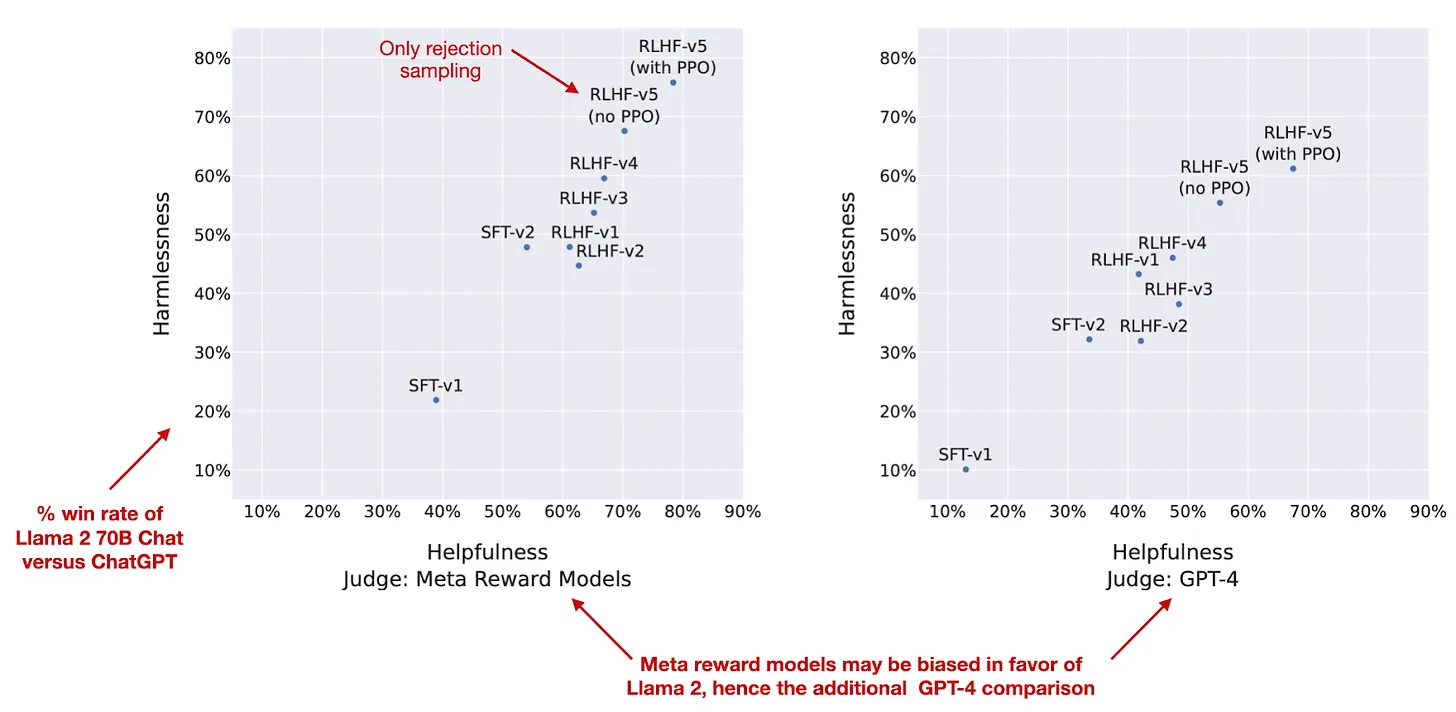 80%
70%
60%
50%
40%
30%
20%
10%
Harmlessness
Only rejection
sampling
RLHF-v5
(with PPO)
RLHF-v5
(no PPO)
RLHF-v4
RLHF-v3
SFT-v2
RLHF-v1
RLHF-v2
SFT-v1
10% 20% 30% 40% 50% 60% 70% 80% 90%
Helpfulness
Judge: Meta Reward Models
% win rate of
Llama 2 70B Chat
versus ChatGPT
80%
70%
60%
50%
40%
30%
20%
10%
Harmlessness
RLHF-v5
(with PPO)
RLHF-v5
(no PPO)
RLHF-v4
RLHF-v1
RLHF-v3
SFT-v2
RLHF-v2
SFT-v1
10% 20% 30% 40% 50% 60% 70% 80% 90%
Helpfulness
Judge: GPT-4
Meta reward models may be biased in favor of
Llama 2, hence the additional GPT-4 comparison